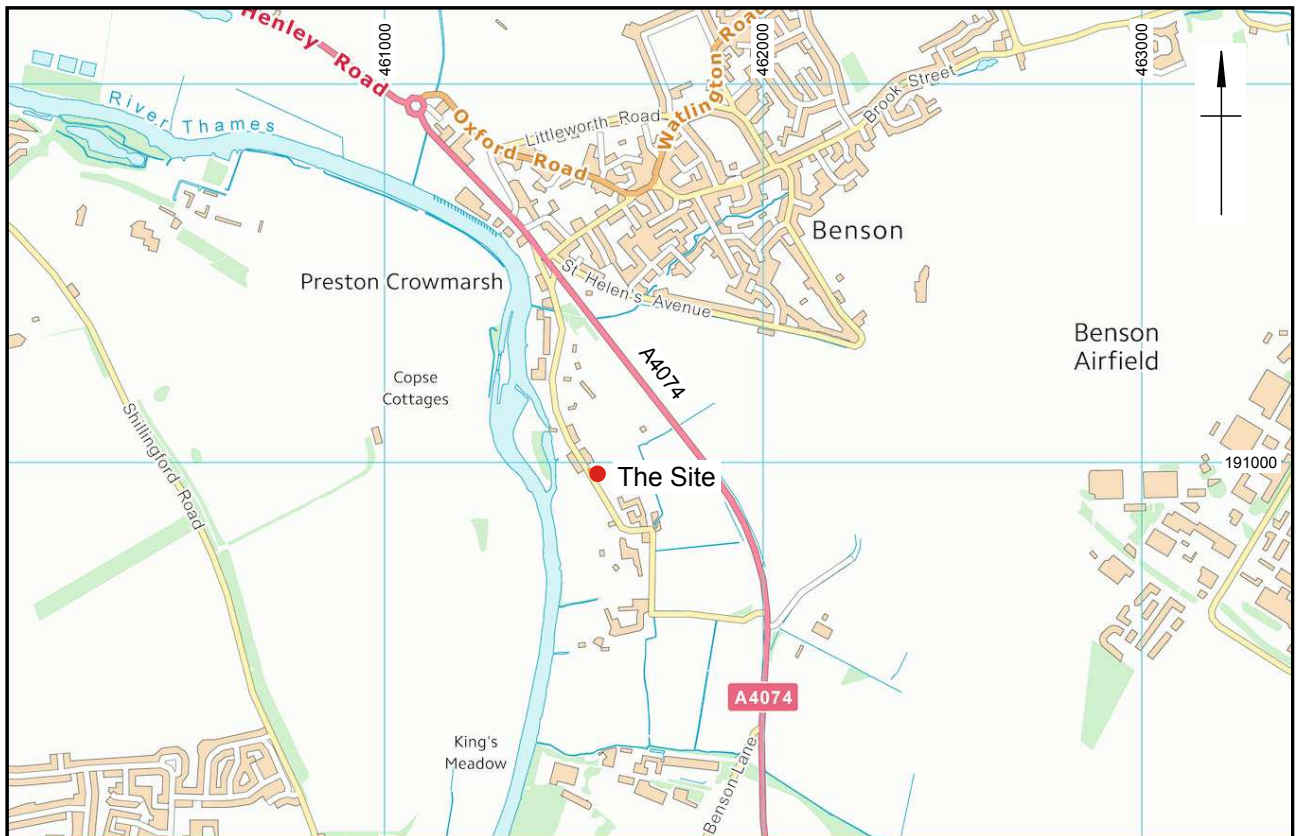 Henley Road
461000
462000
463000
River Thames
Oxford Road
Littleworth Road
Watlington Road
Brook Street
Benson
Preston Crowmarsh
St Helen's Avenue
Benson
Airfield
A4074
Copse
Cottages
Shillingford Road
The Site
191000
A4074
King's
Meadow
Benson Lane